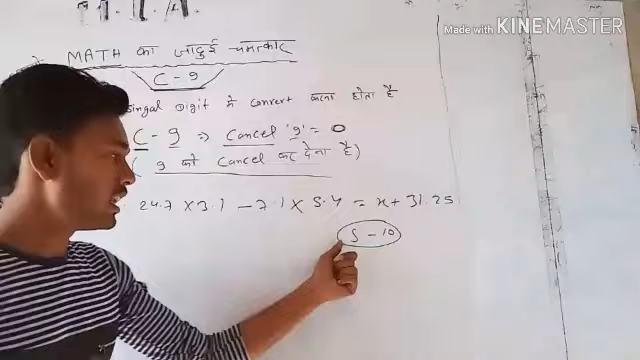 Made with KINEMASTER
MATH का जादुई चमत्कार
C-9
Singal Digit में convert करना होता है
C-9 ⇒ Cancel '9' = 0
( 9 को Cancel कर देना है )
24.7 × 3.1 - 7.1 × 5.4 = x + 31.25
5-10